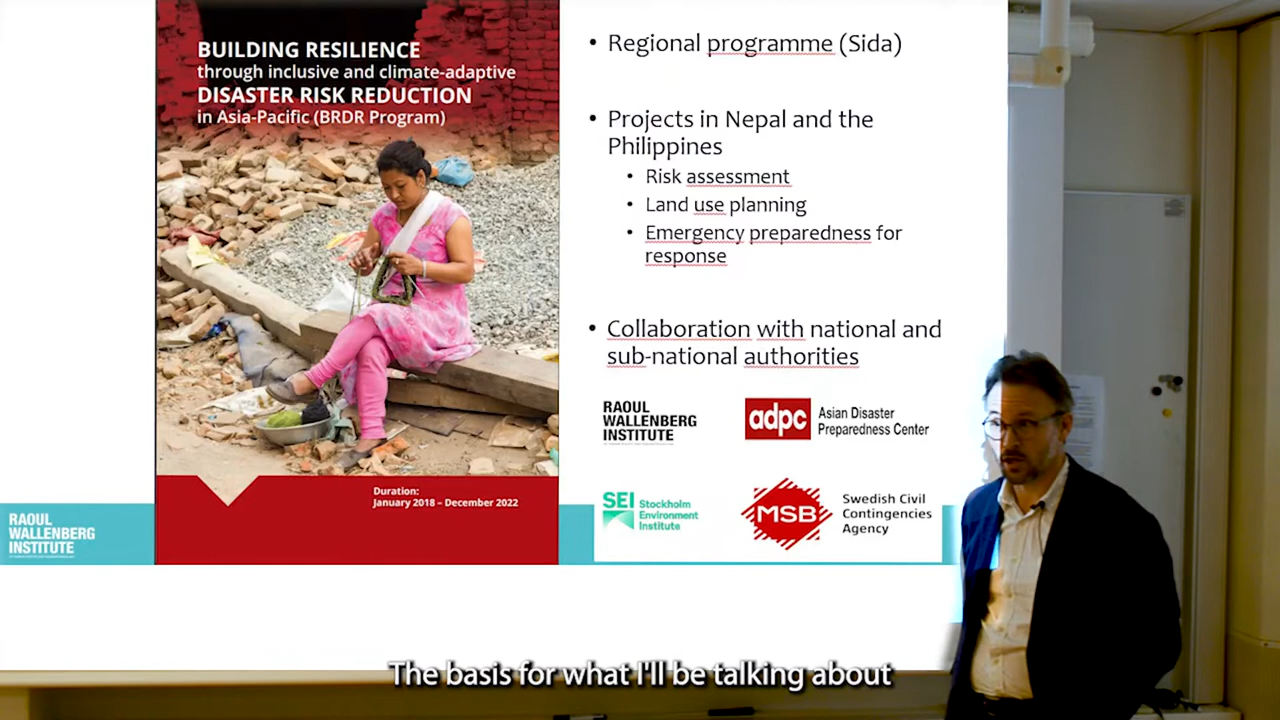 BUILDING RESILIENCE
through inclusive and climate-adaptive
DISASTER RISK REDUCTION
in Asia-Pacific (BRDR Program)
Duration:
January 2018 – December 2022
• Regional programme (Sida)
• Projects in Nepal and the
Philippines
• Risk assessment
• Land use planning
• Emergency preparedness for
response
• Collaboration with national and
sub-national authorities
RAOUL
WALLENBERG
INSTITUTE
adpc
Asian Disaster
Preparedness Center
SEI
Stockholm
Environment
Institute
MSB
Swedish Civil
Contingencies
Agency
RAOUL
WALLENBERG
INSTITUTE
The basis for what I'll be talking about